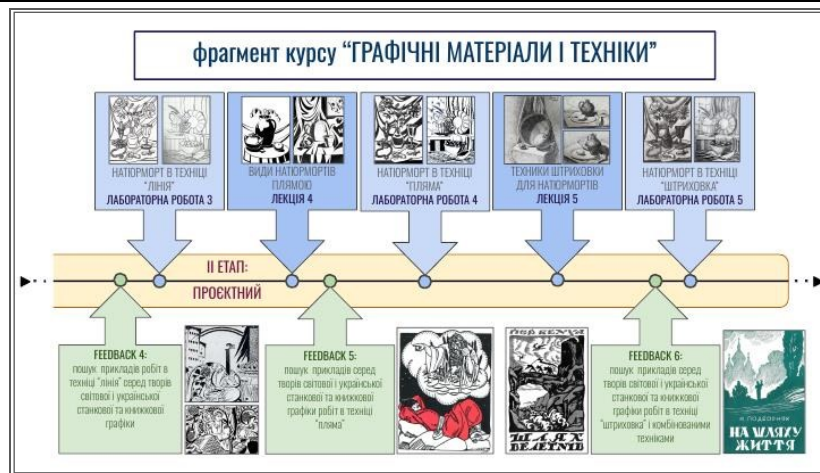 фрагмент курсу “ГРАФІЧНІ МАТЕРІАЛИ І ТЕХНІКИ”
НАТЮРМОРТ В ТЕХНІЦІ
“ЛІНІЯ”
ЛАБОРАТОРНА РОБОТА 3
ВИДИ НАТЮРМОРТІВ
ПЛЯМОЮ
ЛЕКЦІЯ 4
НАТЮРМОРТ В ТЕХНІЦІ
“ПЛЯМА”
ЛАБОРАТОРНА РОБОТА 4
ТЕХНИКИ ШТРИХОВКИ
ДЛЯ НАТЮРМОРТІВ
ЛЕКЦІЯ 5
НАТЮРМОРТ В ТЕХНІЦІ
“ШТРИХОВКА”
ЛАБОРАТОРНА РОБОТА 5
ІІ ЕТАП:
ПРОЄКТНИЙ
FEEDBACK 4:
пошук прикладів робіт в
техніці “лінія” серед творів
світової і української
станкової та книжкової
графіки
FEEDBACK 5:
пошук прикладів серед
творів світової і української
станкової та книжкової
графіки робіт в техніці
“пляма”
ШЛЯХ
ВЕЛЕТНІВ
FEEDBACK 6:
пошук прикладів серед
творів світової і української
станкової та книжкової
графіки робіт в техніці
“штриховка” і комбінованими
техніками
НА ШЛЯХУ
ЖИТТЯ